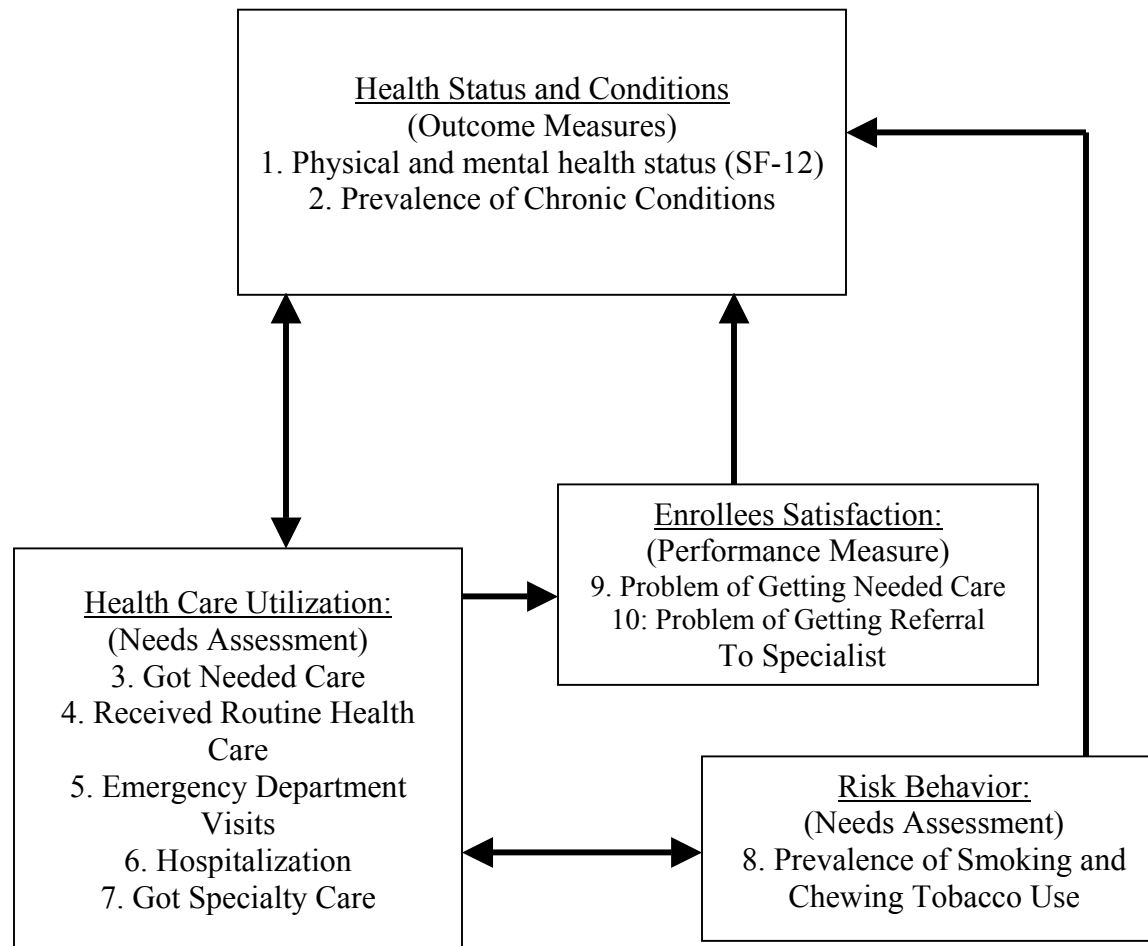 Health Status and Conditions
(Outcome Measures)
1. Physical and mental health status (SF-12)
2. Prevalence of Chronic Conditions
Enrollees Satisfaction:
(Performance Measure)
9. Problem of Getting Needed Care
10: Problem of Getting Referral
To Specialist
Health Care Utilization:
(Needs Assessment)
3. Got Needed Care
4. Received Routine Health
Care
5. Emergency Department
Visits
6. Hospitalization
7. Got Specialty Care
Risk Behavior:
(Needs Assessment)
8. Prevalence of Smoking and
Chewing Tobacco Use